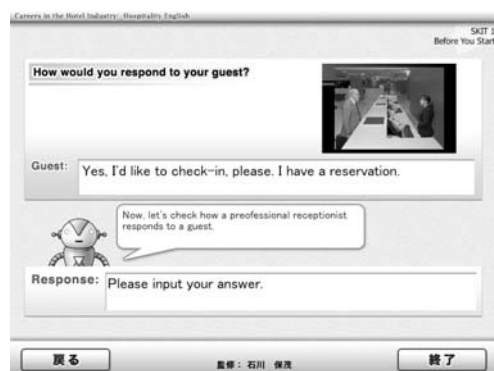 Careers in the Hotel Industry: Hospitality English
SKIT 1
Before You Start
How would you respond to your guest?
Guest:
Yes, I'd like to check-in, please. I have a reservation.
Now, let's check how a preofessional receptionist
responds to a guest.
Response:
Please input your answer.
戻る
監修：石川 保茂
終了